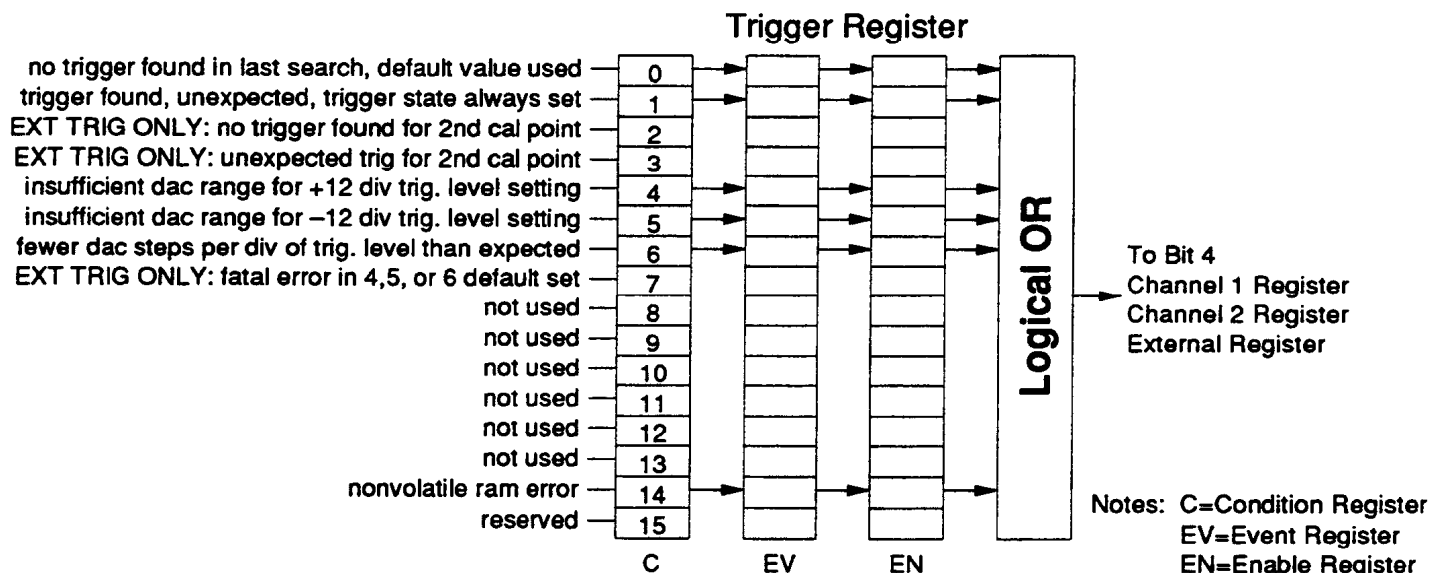 Trigger Register
no trigger found in last search, default value used 0
trigger found, unexpected, trigger state always set 1
EXT TRIG ONLY: no trigger found for 2nd cal point 2
EXT TRIG ONLY: unexpected trig for 2nd cal point 3
insufficient dac range for +12 div trig. level setting 4
insufficient dac range for −12 div trig. level setting 5
fewer dac steps per div of trig. level than expected 6
EXT TRIG ONLY: fatal error in 4,5, or 6 default set 7
not used 8
not used 9
not used 10
not used 11
not used 12
not used 13
nonvolatile ram error 14
reserved 15
C EV EN
Logical OR
To Bit 4
Channel 1 Register
Channel 2 Register
External Register
Notes: C=Condition Register
EV=Event Register
EN=Enable Register